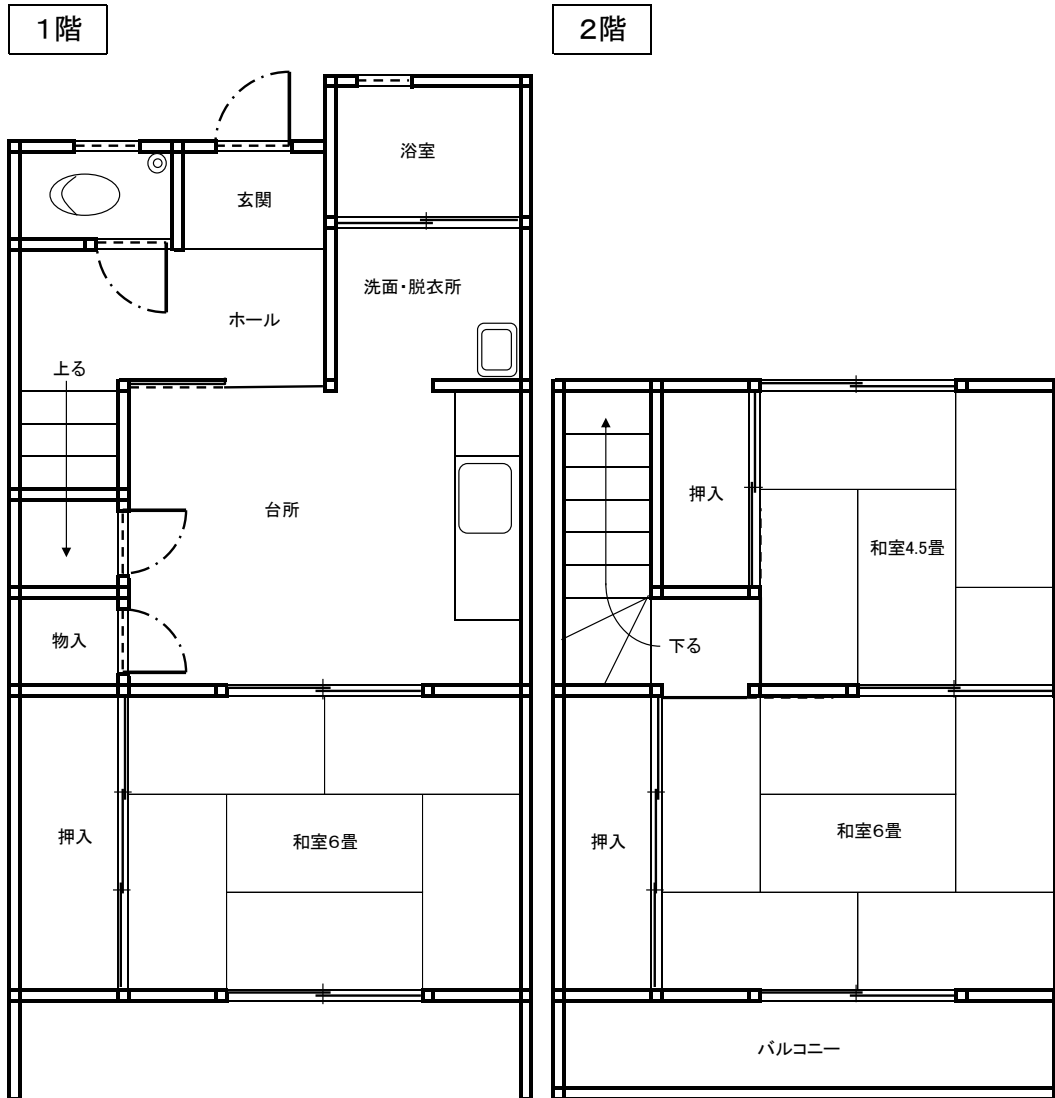 1階
2階
浴室
玄関
洗面・脱衣所
ホール
上る
台所
物入
押入
和室6畳
押入
和室4.5畳
下る
押入
和室6畳
バルコニー